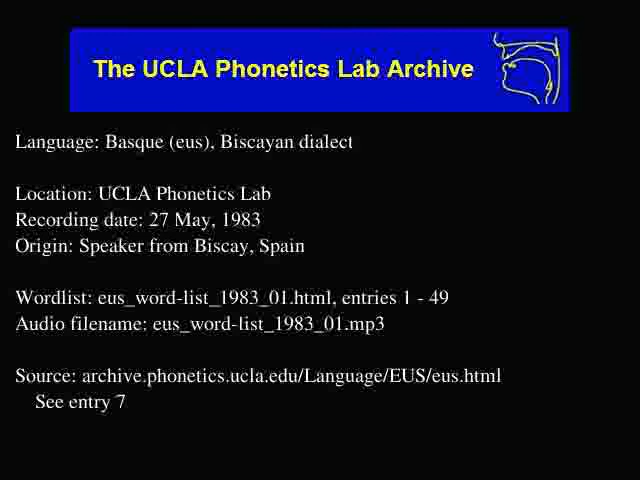 The UCLA Phonetics Lab Archive
Language: Basque (eus), Biscayan dialect
Location: UCLA Phonetics Lab
Recording date: 27 May, 1983
Origin: Speaker from Biscay, Spain
Wordlist: eus_word-list_1983_01.html, entries 1 - 49
Audio filename: eus_word-list_1983_01.mp3
Source: archive.phonetics.ucla.edu/Language/EUS/eus.html
See entry 7